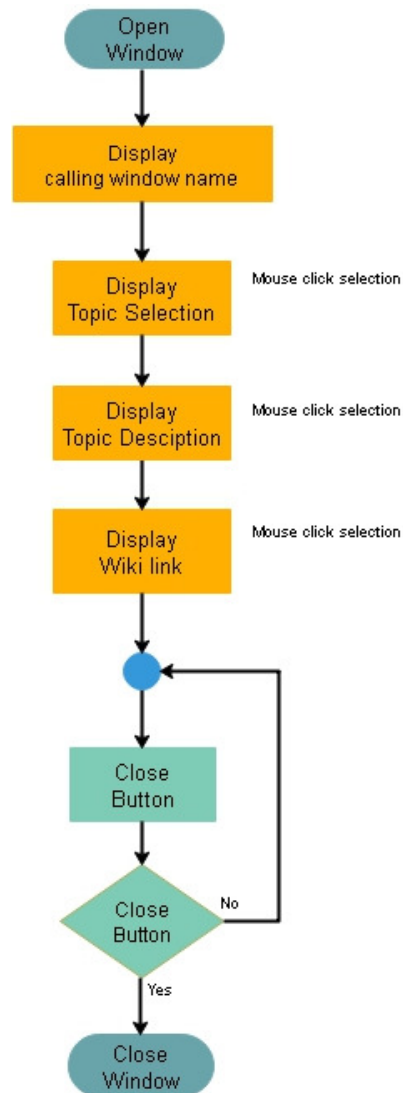 Open
Window
Display
calling window name
Display
Topic Selection
Mouse click selection
Display
Topic Desciption
Mouse click selection
Display
Wiki link
Mouse click selection
Close
Button
Close
Button
No
Yes
Close
Window